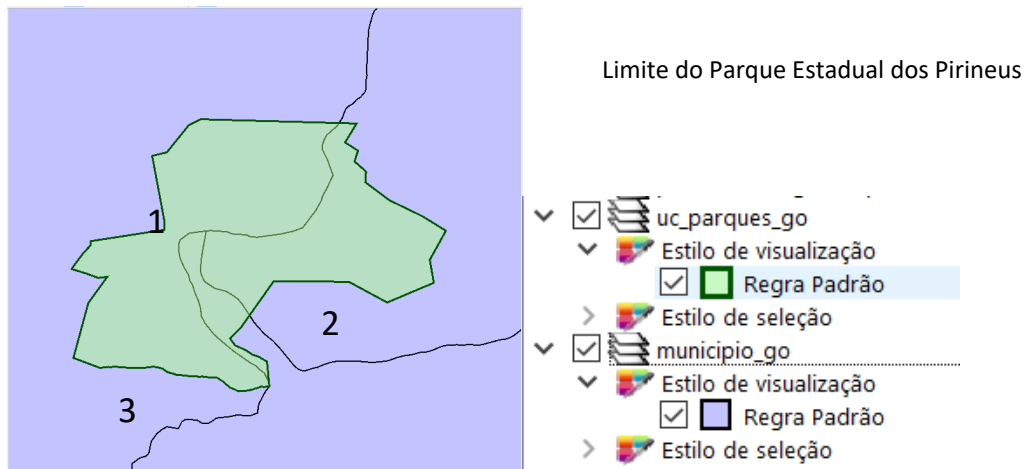 Limite do Parque Estadual dos Pirineus
1
2
3
uc_parques_go
Estilo de visualização
Regra Padrão
Estilo de seleção
municipio_go
Estilo de visualização
Regra Padrão
Estilo de seleção